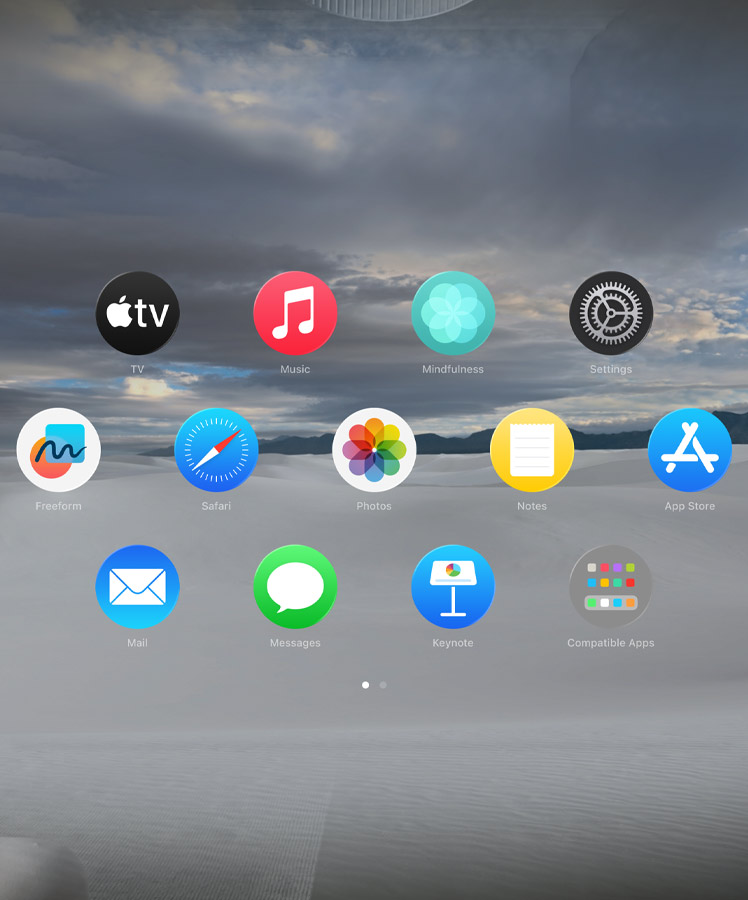 tv
TV
Music
Mindfulness
Settings
Freeform
Safari
Photos
Notes
App Store
Mail
Messages
Keynote
Compatible Apps